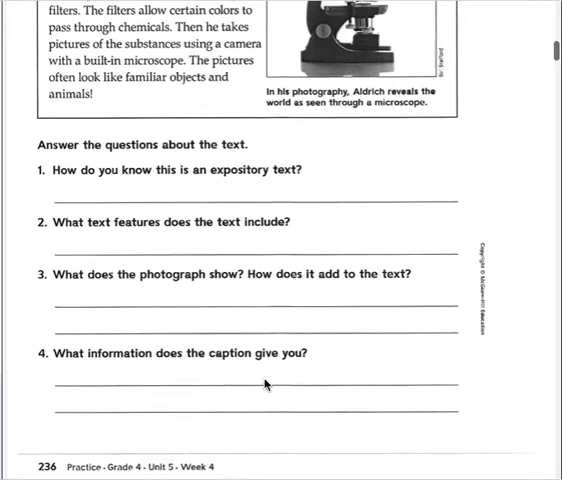 filters. The filters allow certain colors to
pass through chemicals. Then he takes
pictures of the substances using a camera
with a built-in microscope. The pictures
often look like familiar objects and
animals!
In his photography, Aldrich reveals the
world as seen through a microscope.
Answer the questions about the text.
1. How do you know this is an expository text?
2. What text features does the text include?
3. What does the photograph show? How does it add to the text?
4. What information does the caption give you?
Copyright © McGraw-Hill Education
236 Practice • Grade 4 • Unit 5 • Week 4